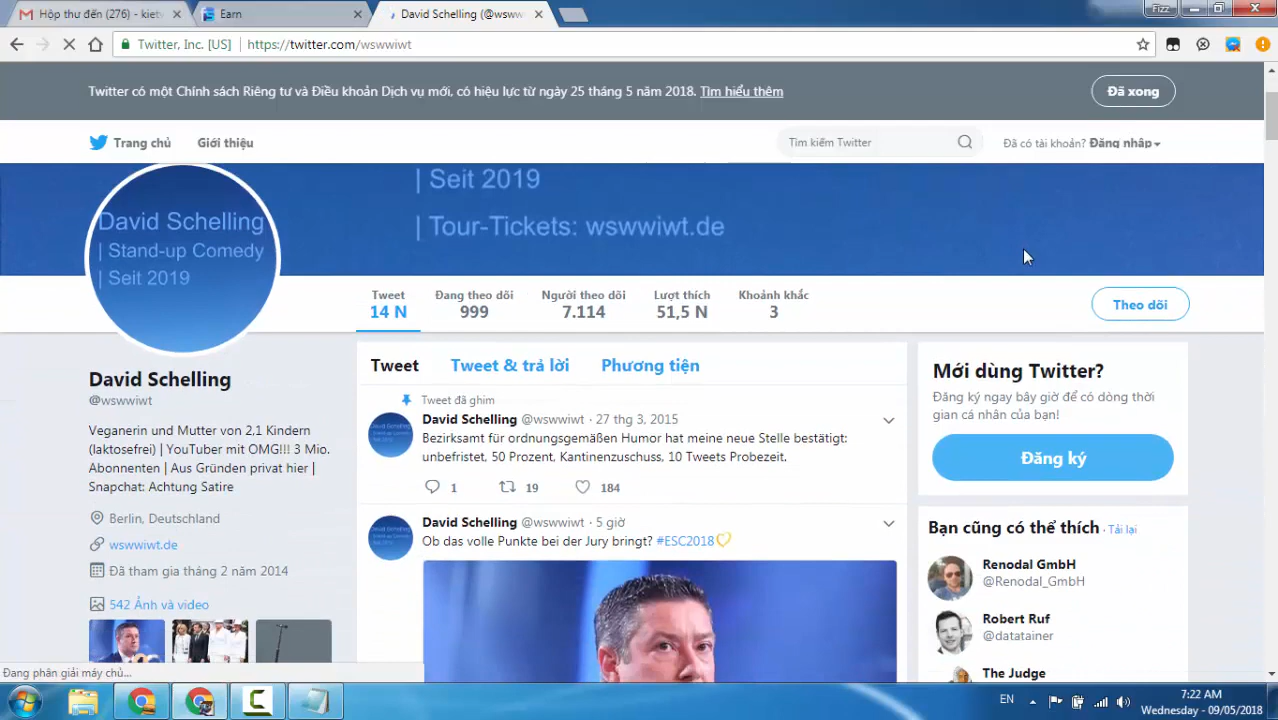 Hộp thư đến (276) - kietv
Earn
David Schelling (@wsww
Fizz
Twitter, Inc. [US]
https://twitter.com/wswwiwt
Twitter có một Chính sách Riêng tư và Điều khoản Dịch vụ mới, có hiệu lực từ ngày 25 tháng 5 năm 2018. Tìm hiểu thêm
Đã xong
Trang chủ
Giới thiệu
Tìm kiếm Twitter
Đã có tài khoản? Đăng nhập
| Seit 2019
| Tour-Tickets: wswwiwt.de
David Schelling
| Stand-up Comedy
| Seit 2019
Tweet
14 N
Đang theo dõi
999
Người theo dõi
7.114
Lượt thích
51,5 N
Khoảnh khắc
3
Theo dõi
David Schelling
@wswwiwt
Veganerin und Mutter von 2,1 Kindern
(laktosefrei) | YouTuber mit OMG!!! 3 Mio.
Abonnenten | Aus Gründen privat hier |
Snapchat: Achtung Satire
Berlin, Deutschland
wswwiwt.de
Đã tham gia tháng 2 năm 2014
542 Ảnh và video
Tweet
Tweet & trả lời
Phương tiện
Tweet đã ghim
David Schelling @wswwiwt · 27 thg 3, 2015
Bezirksamt für ordnungsgemäßen Humor hat meine neue Stelle bestätigt:
unbefristet, 50 Prozent, Kantinenzuschuss, 10 Tweets Probezeit.
1
19
184
David Schelling @wswwiwt · 5 giờ
Ob das volle Punkte bei der Jury bringt? #ESC2018
Mới dùng Twitter?
Đăng ký ngay bây giờ để có dòng thời
gian cá nhân của bạn!
Đăng ký
Bạn cũng có thể thích · Tải lại
Renodal GmbH
@Renodal_GmbH
Robert Ruf
@datatainer
The Judge
Đang phân giải máy chủ...
EN
7:22 AM
Wednesday - 09/05/2018